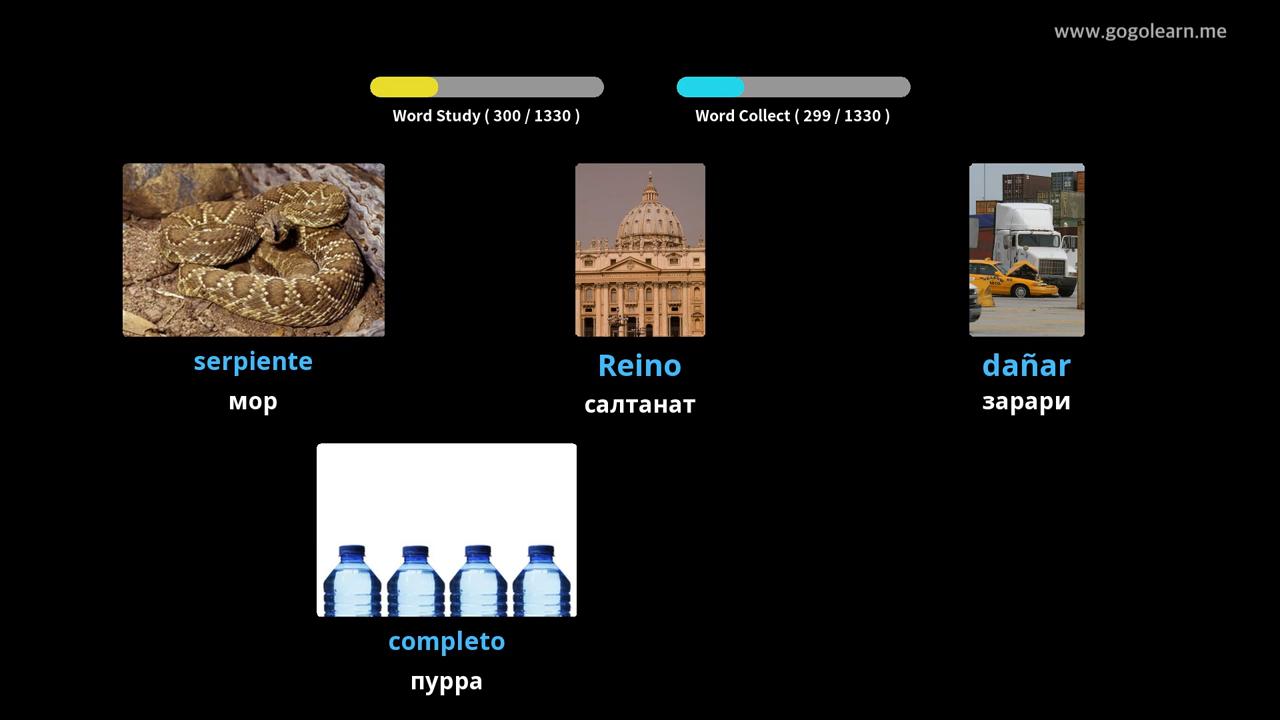 www.gogolearn.me
Word Study ( 300 / 1330 )
Word Collect ( 299 / 1330 )
serpiente
мор
Reino
салтанат
dañar
зарари
completo
пурра